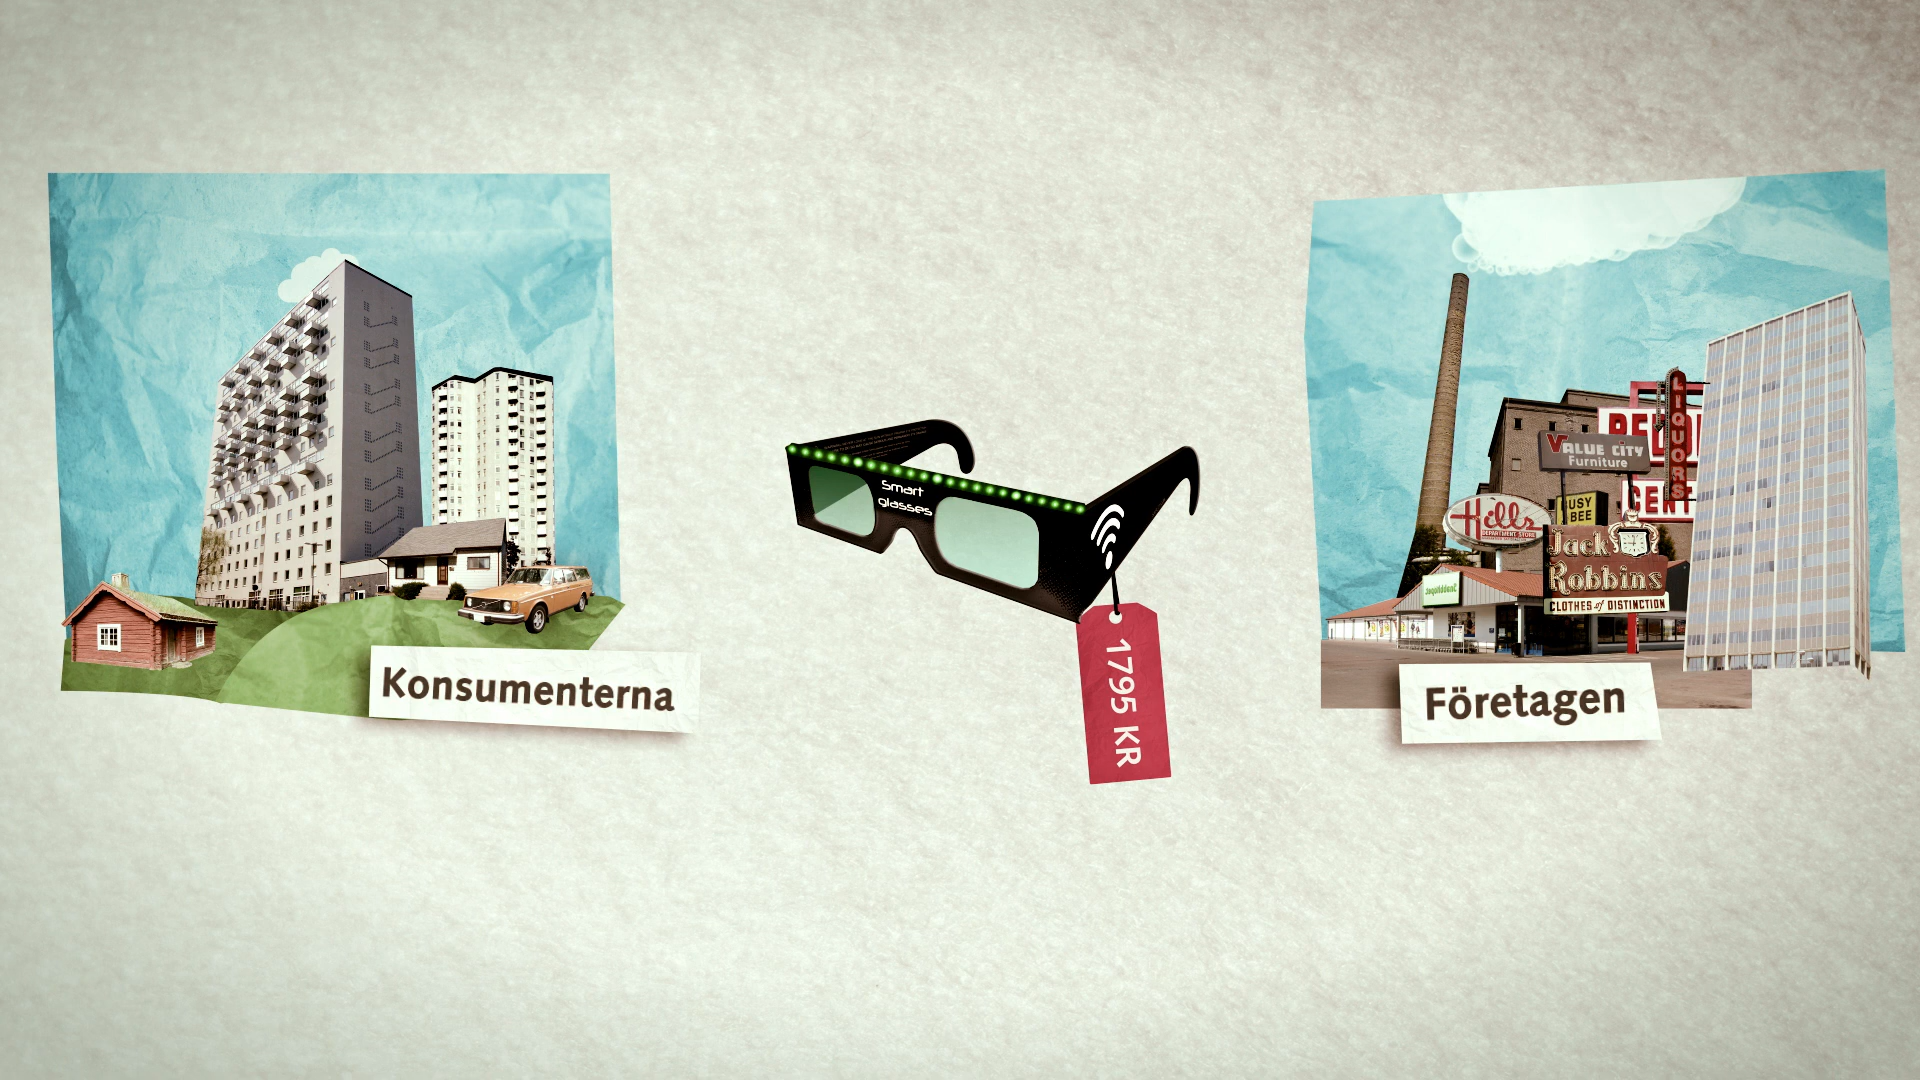 Konsumenterna
Smart
glasses
1795 KR
LIQUORS
VALUE CITY
Furniture
BUSY
BEE
CENT
Hills
DEPARTMENT STORE
Jack
Robbins
CLOTHES of DISTINCTION
Företagen